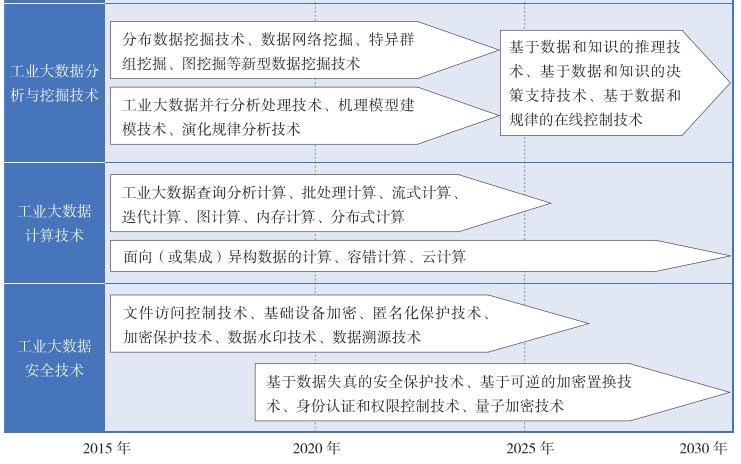 工业大数据分
析与挖掘技术
分布数据挖掘技术、数据网络挖掘、特异群
组挖掘、图挖掘等新型数据挖掘技术
工业大数据并行分析处理技术、机理模型建
模技术、演化规律分析技术
基于数据和知识的推理技
术、基于数据和知识的决
策支持技术、基于数据和
规律的在线控制技术
工业大数据
计算技术
工业大数据查询分析计算、批处理计算、流式计算、
迭代计算、图计算、内存计算、分布式计算
面向（或集成）异构数据的计算、容错计算、云计算
工业大数据
安全技术
文件访问控制技术、基础设备加密、匿名化保护技术、
加密保护技术、数据水印技术、数据溯源技术
基于数据失真的安全保护技术、基于可逆的加密置换技
术、身份认证和权限控制技术、量子加密技术
2015 年
2020 年
2025 年
2030 年